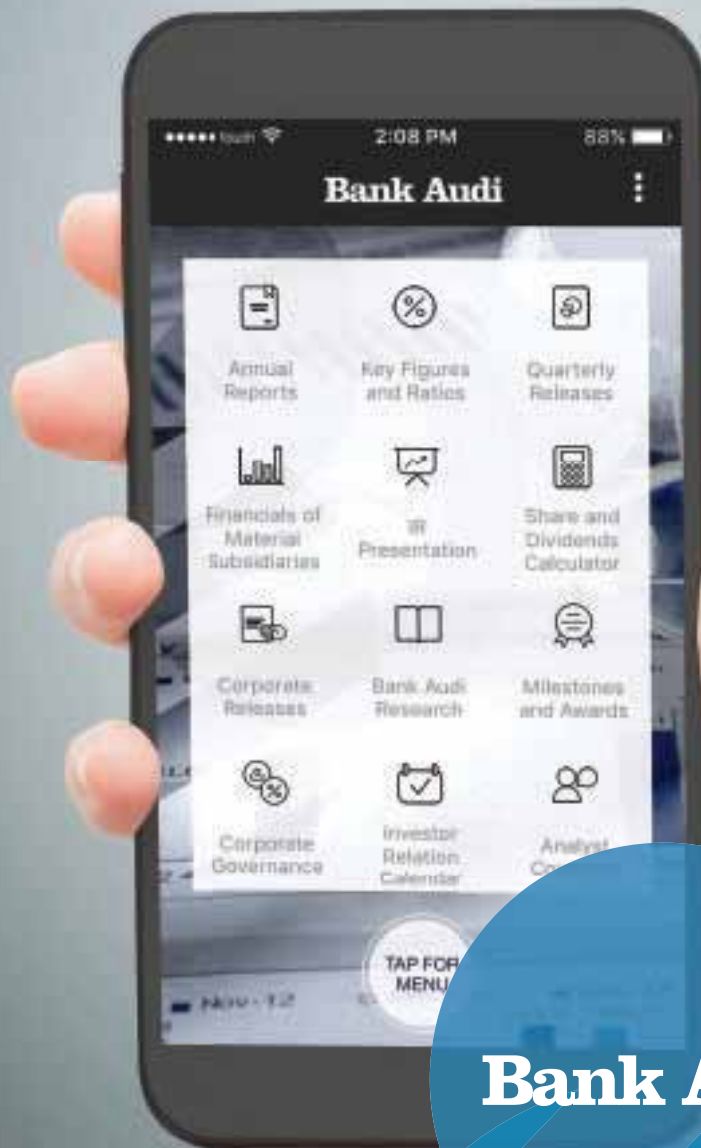 2:08 PM
88%
Bank Audi
Annual
Reports
Key Figures
and Ratios
Quarterly
Releases
Financials of
Material
Subsidiaries
IR
Presentation
Share and
Dividends
Calculator
Corporate
Releases
Bank Audi
Research
Milestones
and Awards
Corporate
Governance
Investor
Relation
Calendar
Analyst
TAP FOR
MENU
Nov-12
Bank A